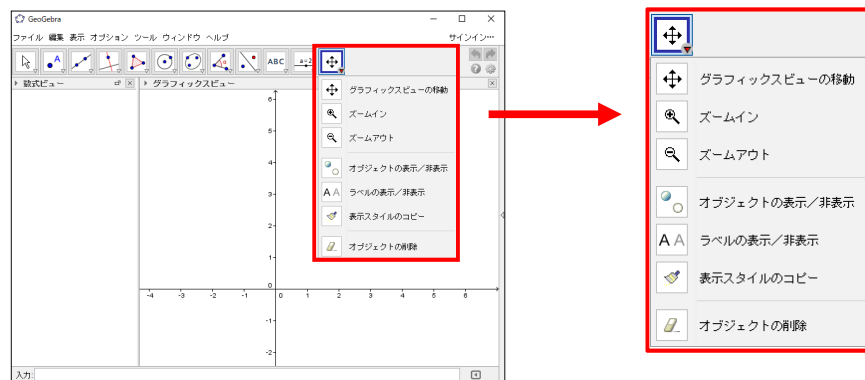 GeoGebra
ファイル 編集 表示 オプション ツール ウィンドウ ヘルプ サインイン…
A ABC a=2
数式ビュー グラフィックスビュー
グラフィックスビューの移動
ズームイン
ズームアウト
オブジェクトの表示／非表示
AA ラベルの表示／非表示
表示スタイルのコピー
オブジェクトの削除
6
5
4
3
2
1
0
-4 -3 -2 -1 0 1 2 3 4 5 6
-1
-2
入力:
グラフィックスビューの移動
ズームイン
ズームアウト
オブジェクトの表示／非表示
AA ラベルの表示／非表示
表示スタイルのコピー
オブジェクトの削除